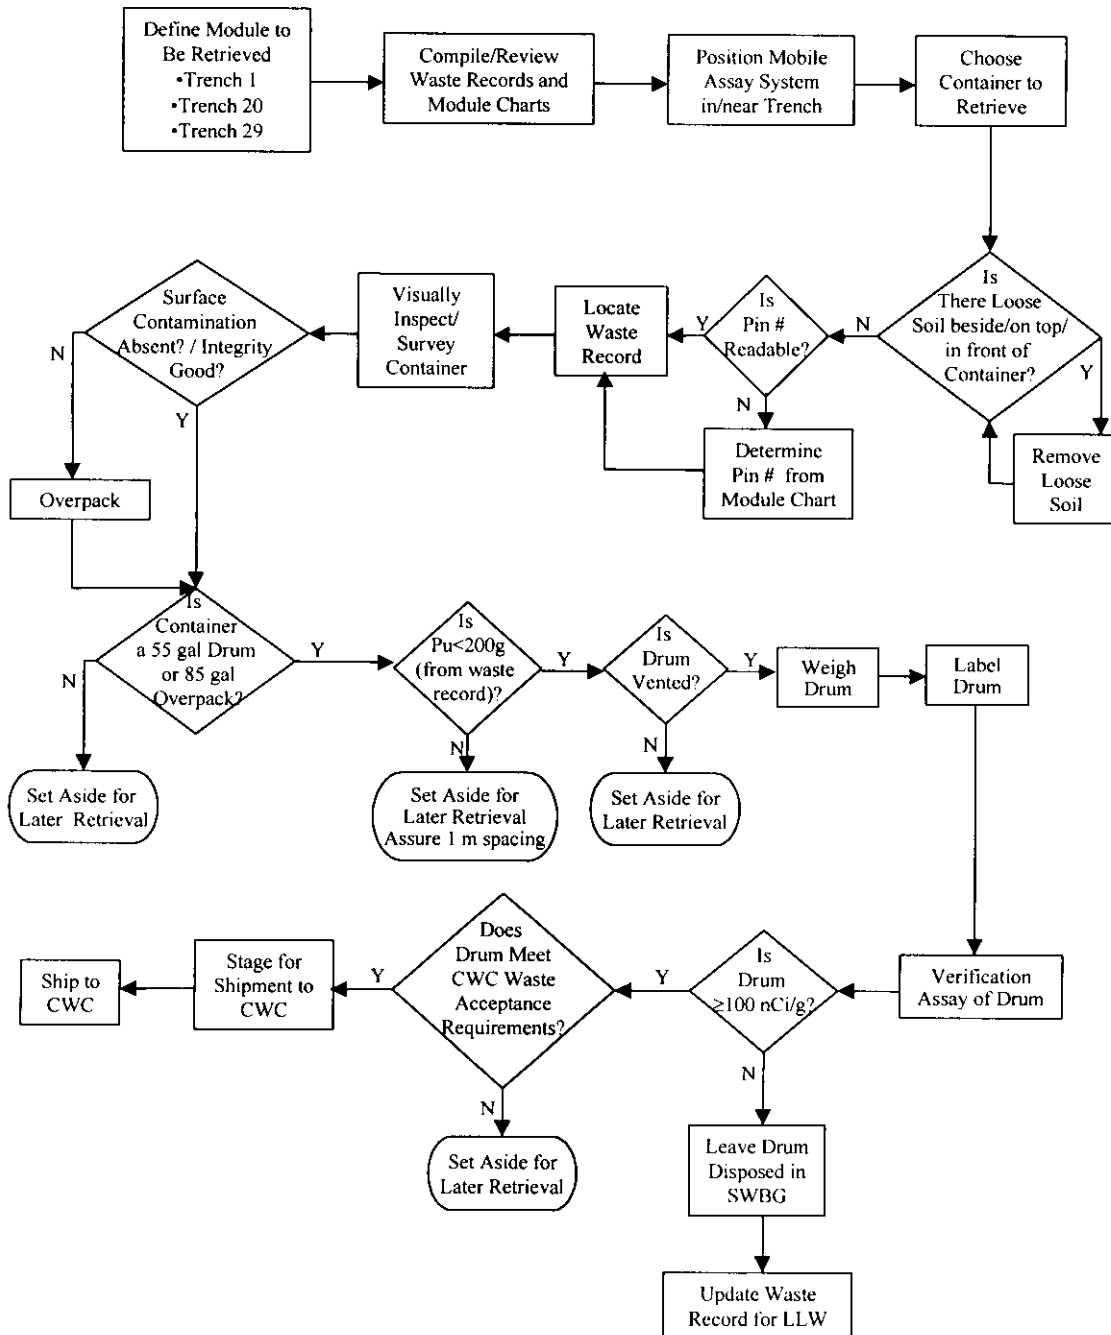 Define Module to
Be Retrieved
•Trench 1
•Trench 20
•Trench 29
Compile/Review
Waste Records and
Module Charts
Position Mobile
Assay System
in/near Trench
Choose
Container to
Retrieve
Is
There Loose
Soil beside/on top/
in front of
Container?
N
Y
Remove
Loose
Soil
Is
Pin #
Readable?
Y
N
Determine
Pin # from
Module Chart
Locate
Waste
Record
Visually
Inspect/
Survey
Container
Surface
Contamination
Absent? / Integrity
Good?
N
Y
Overpack
Is
Container
a 55 gal Drum
or 85 gal
Overpack?
N
Y
Set Aside for
Later Retrieval
Is
Pu<200g
(from waste
record)?
Y
N
Set Aside for
Later Retrieval
Assure 1 m spacing
Is
Drum
Vented?
Y
N
Set Aside for
Later Retrieval
Weigh
Drum
Label
Drum
Verification
Assay of Drum
Is
Drum
≥100 nCi/g?
Y
N
Leave Drum
Disposed in
SWBG
Update Waste
Record for LLW
Does
Drum Meet
CWC Waste
Acceptance
Requirements?
Y
N
Set Aside for
Later Retrieval
Stage for
Shipment to
CWC
Ship to
CWC